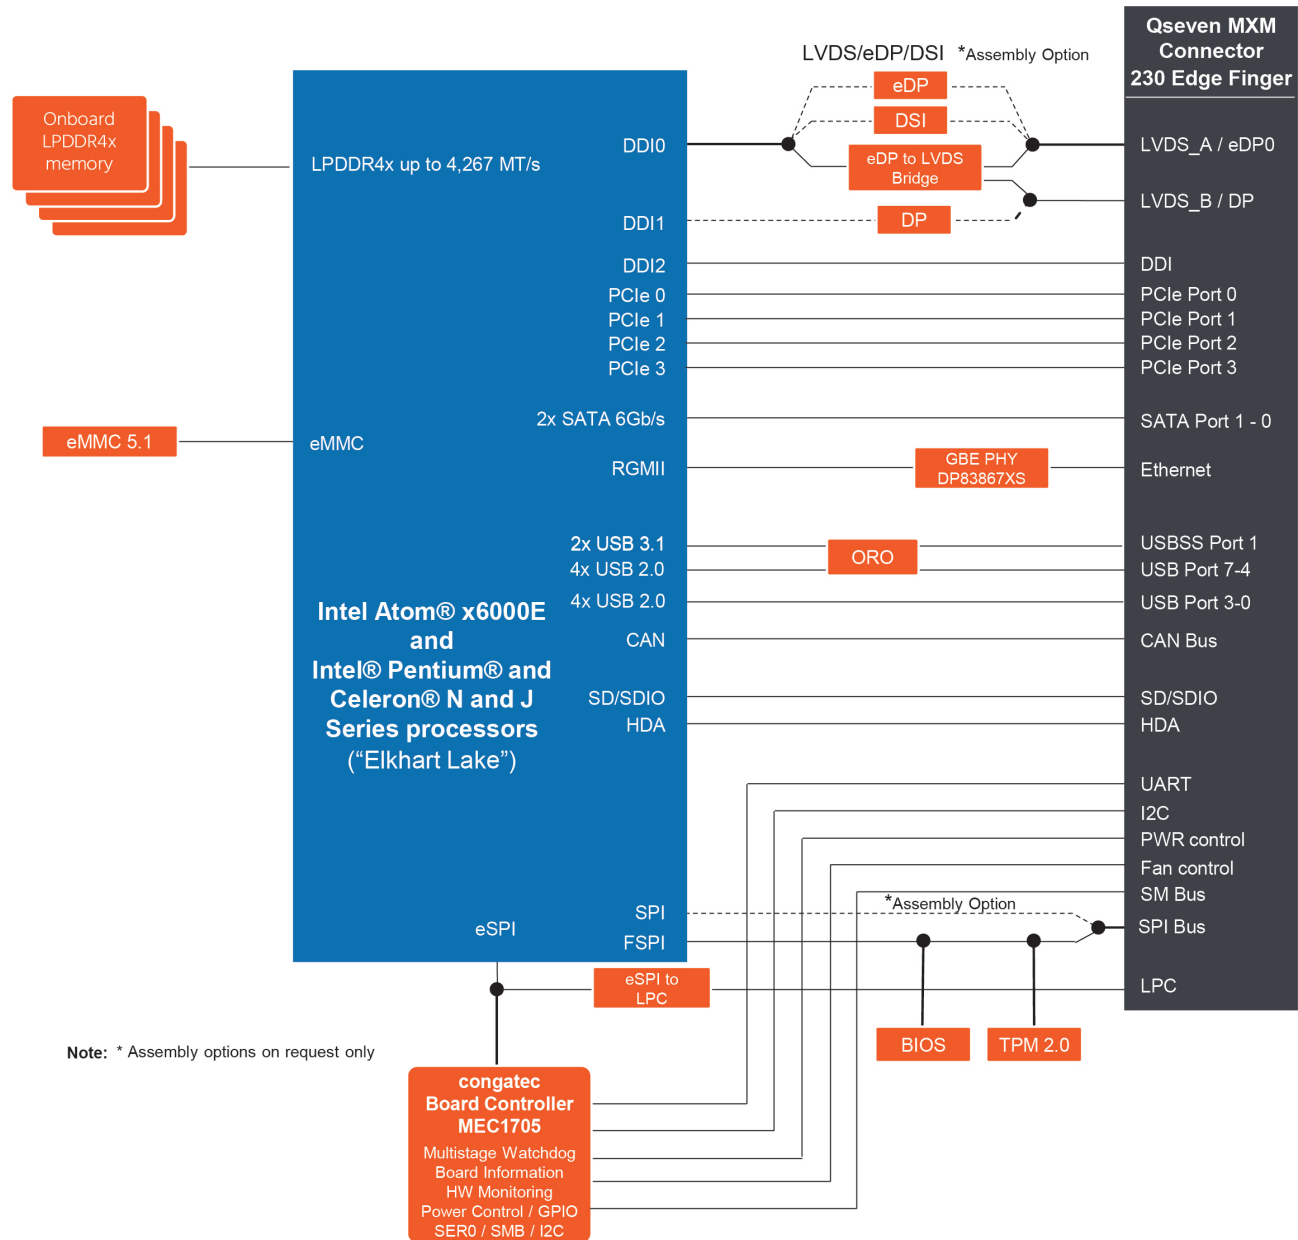 Qseven MXM
Connector
230 Edge Finger
LVDS/eDP/DSI *Assembly Option
eDP
DSI
eDP to LVDS
Bridge
DP
Onboard
LPDDR4x
memory
LPDDR4x up to 4,267 MT/s
eMMC 5.1
eMMC
DDI0
DDI1
DDI2
PCIe 0
PCIe 1
PCIe 2
PCIe 3
2x SATA 6Gb/s
RGMII
GBE PHY
DP83867XS
2x USB 3.1
4x USB 2.0
ORO
4x USB 2.0
CAN
SD/SDIO
HDA
Intel Atom® x6000E
and
Intel® Pentium® and
Celeron® N and J
Series processors
(“Elkhart Lake”)
LVDS_A / eDP0
LVDS_B / DP
DDI
PCIe Port 0
PCIe Port 1
PCIe Port 2
PCIe Port 3
SATA Port 1 - 0
Ethernet
USBSS Port 1
USB Port 7-4
USB Port 3-0
CAN Bus
SD/SDIO
HDA
UART
I2C
PWR control
Fan control
SM Bus
SPI Bus
LPC
*Assembly Option
SPI
eSPI
FSPI
eSPI to
LPC
BIOS
TPM 2.0
Note: * Assembly options on request only
congatec
Board Controller
MEC1705
Multistage Watchdog
Board Information
HW Monitoring
Power Control / GPIO
SER0 / SMB / I2C